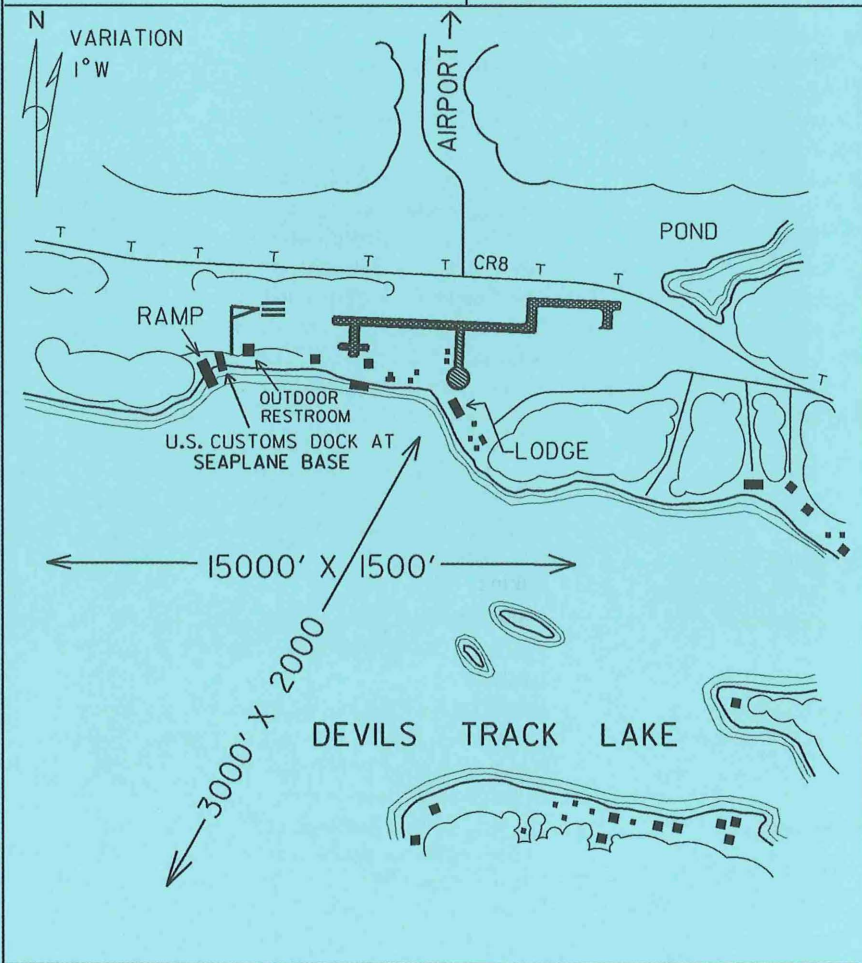 N
VARIATION
1° W
AIRPORT
POND
T
T
T
T
T
T
T
T
T
CR8
RAMP
OUTDOOR
RESTROOM
U.S. CUSTOMS DOCK AT
SEAPLANE BASE
LODGE
15000' X 1500'
3000' X 2000
DEVILS TRACK LAKE